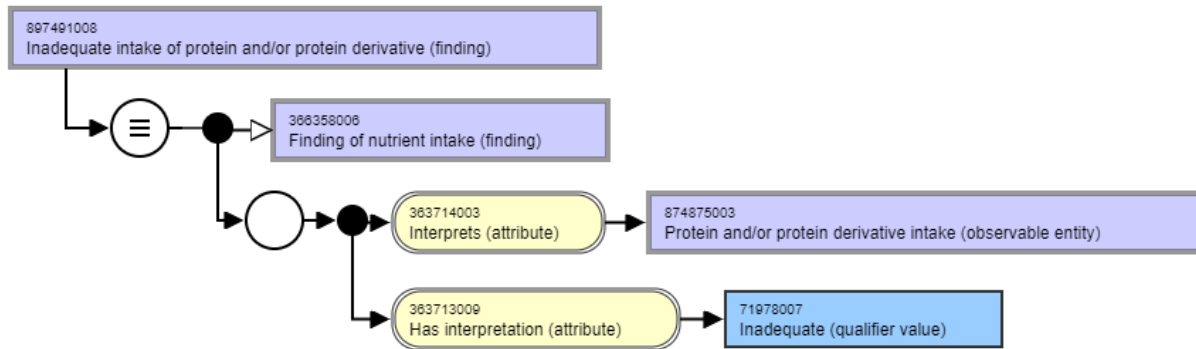 897491008
Inadequate intake of protein and/or protein derivative (finding)
366358006
Finding of nutrient intake (finding)
363714003
Interprets (attribute)
874875003
Protein and/or protein derivative intake (observable entity)
363713009
Has interpretation (attribute)
71978007
Inadequate (qualifier value)